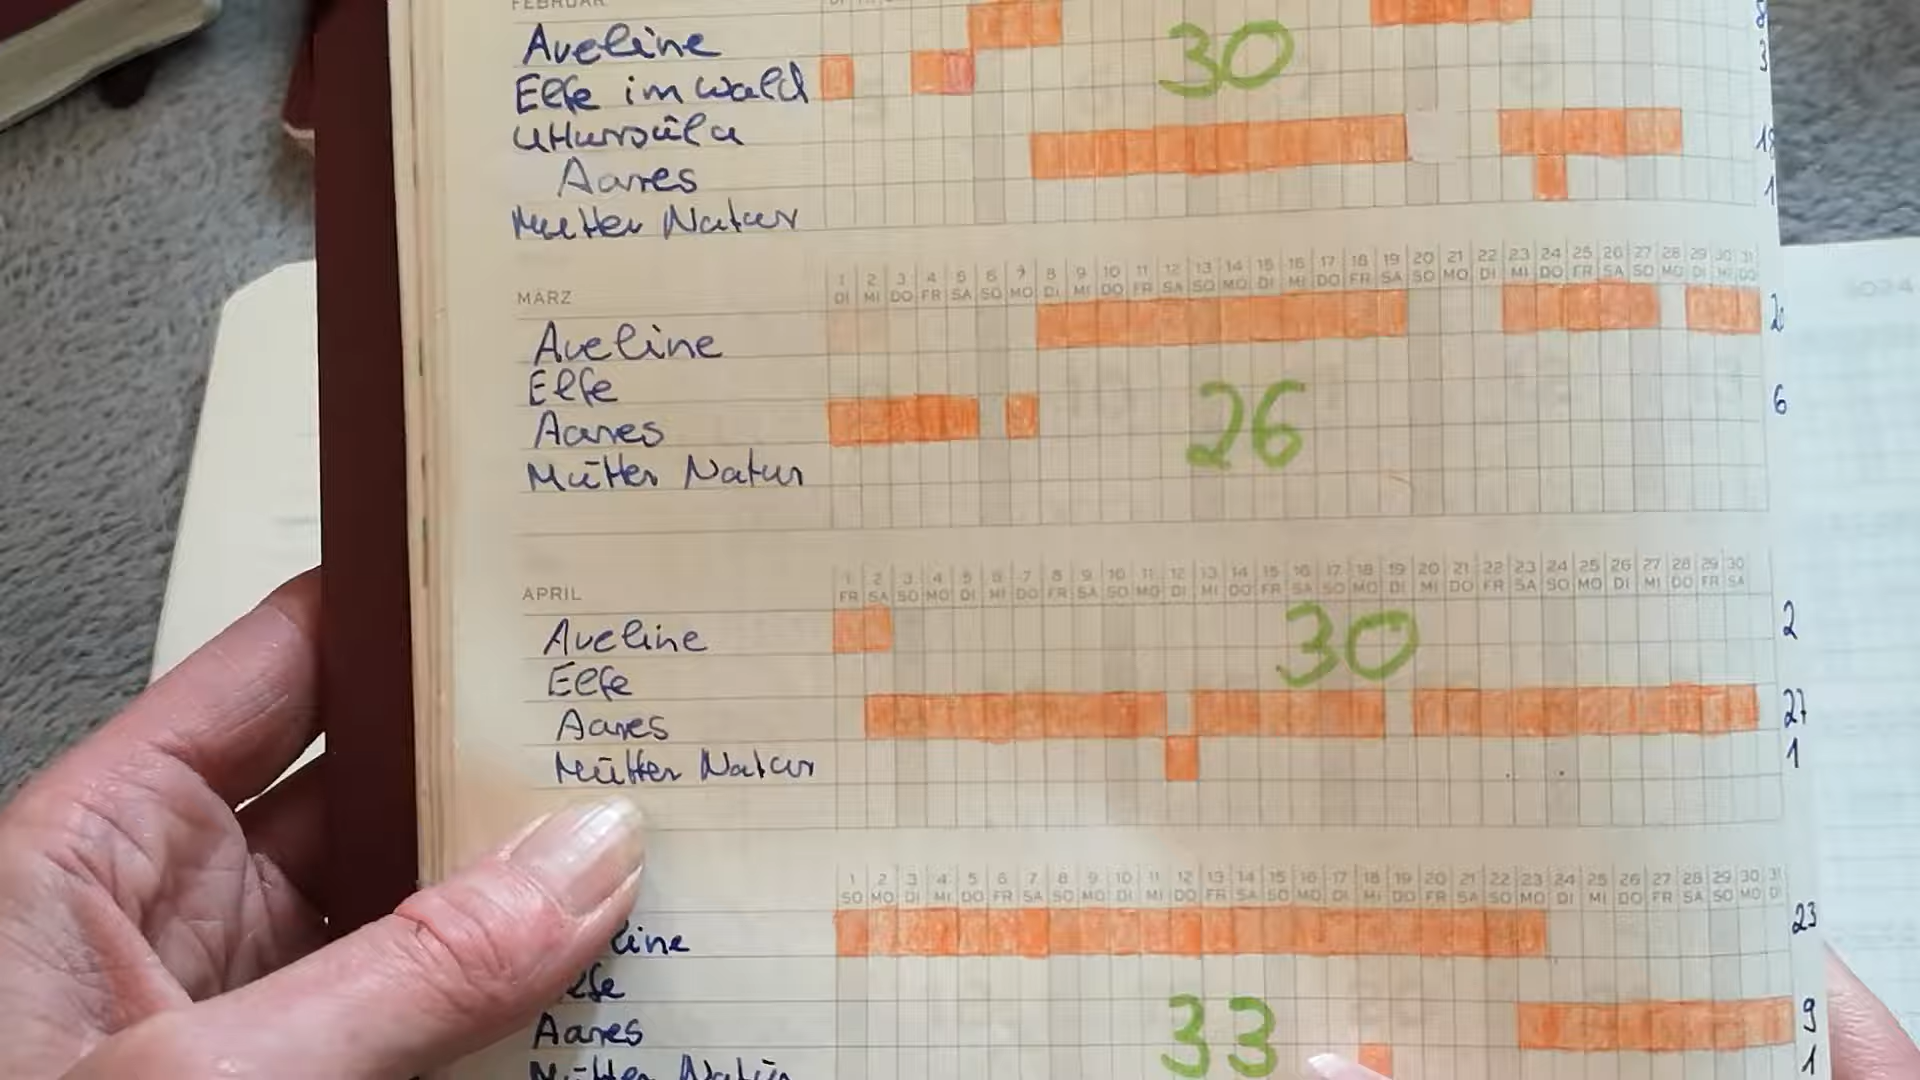 FEBRUAR
Aveline 8
Elfe im Wald 30 3
Uthursula 18
Aares 1
Mutter Natur
MÄRZ
1 2 3 4 5 6 7 8 9 10 11 12 13 14 15 16 17 18 19 20 21 22 23 24 25 26 27 28 29 30 31
DI MI DO FR SA SO MO DI MI DO FR SA SO MO DI MI DO FR SA SO MO DI MI DO FR SA SO MO DI MI DO
Aveline 20
Elfe
Aares 26 6
Mutter Natur
APRIL
1 2 3 4 5 6 7 8 9 10 11 12 13 14 15 16 17 18 19 20 21 22 23 24 25 26 27 28 29 30
FR SA SO MO DI MI DO FR SA SO MO DI MI DO FR SA SO MO DI MI DO FR SA SO MO DI MI DO FR SA
Aveline 30 2
Elfe
Aares 27
Mutter Natur 1
1 2 3 4 5 6 7 8 9 10 11 12 13 14 15 16 17 18 19 20 21 22 23 24 25 26 27 28 29 30 31
SO MO DI MI DO FR SA SO MO DI MI DO FR SA SO MO DI MI DO FR SA SO MO DI MI DO FR SA SO MO DI
line 23
lfe
Aares 33 9
Mutter Natur 1